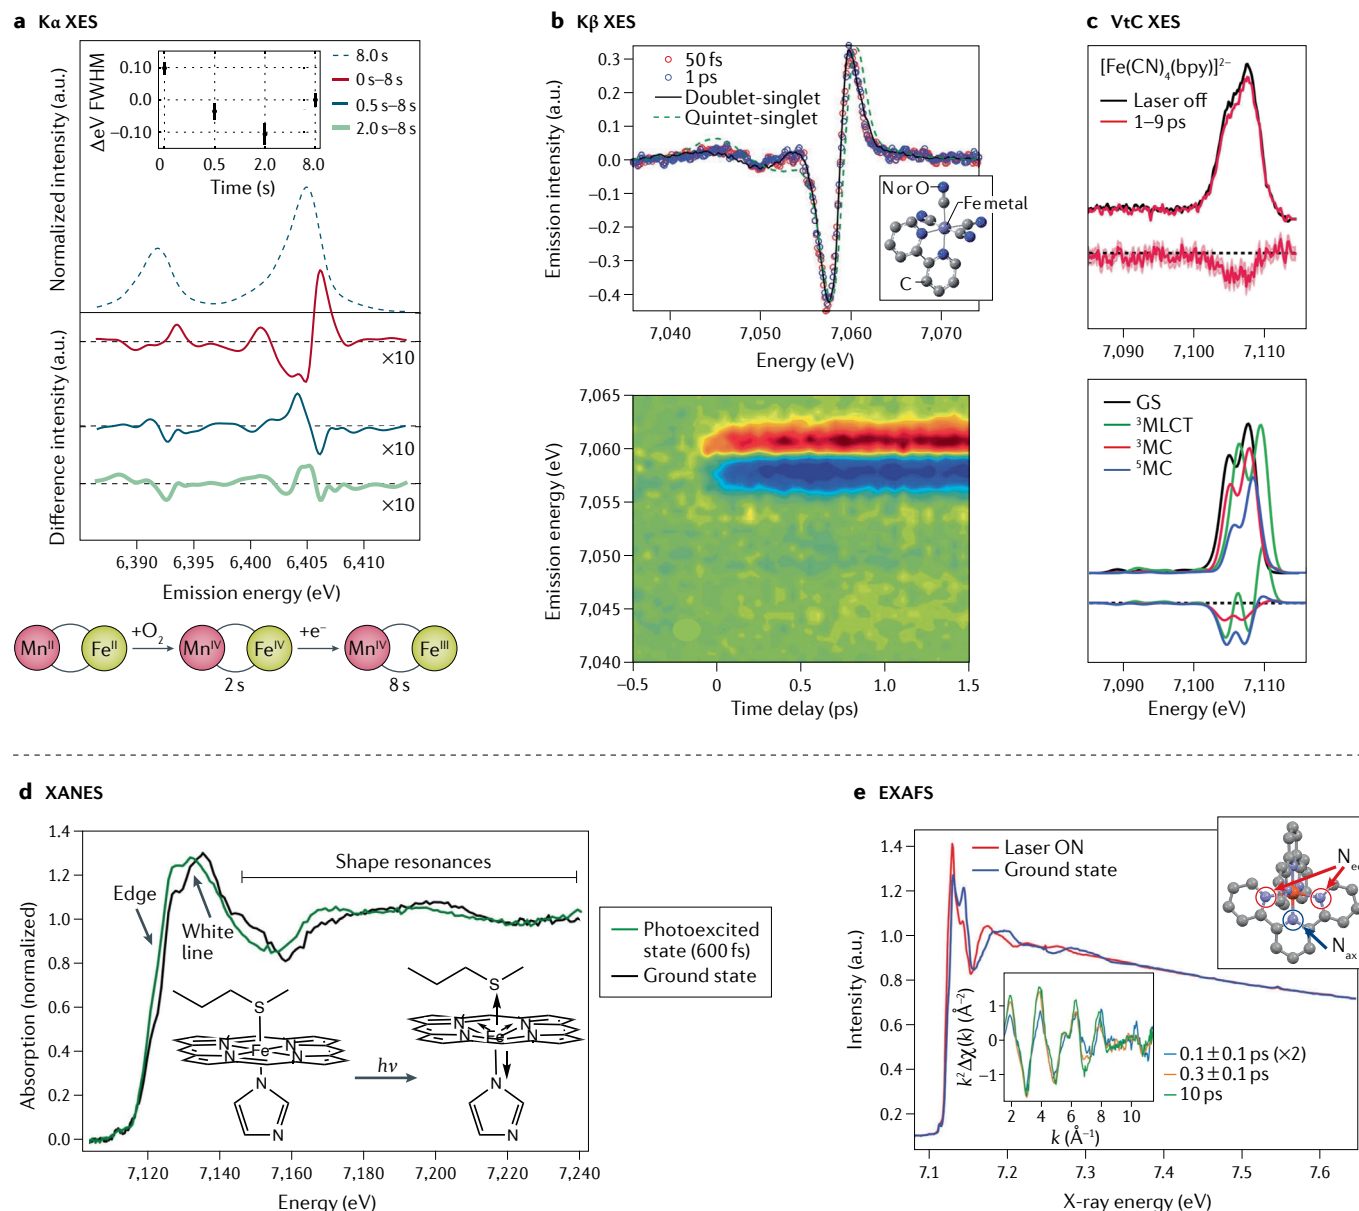 a Kα XES
Normalized intensity (a.u.)
Difference intensity (a.u.)
ΔeV FWHM
0.10
0.0
−0.10
0 0.5 2.0 8.0
Time (s)
8.0 s
0 s–8 s
0.5 s–8 s
2.0 s–8 s
×10
×10
×10
6,390 6,395 6,400 6,405 6,410
Emission energy (eV)
Mn^II Fe^II +O₂ Mn^IV Fe^IV +e⁻ Mn^IV Fe^III
2 s 8 s
b Kβ XES
Emission intensity (a.u.)
0.3
0.2
0.1
0.0
−0.1
−0.2
−0.3
−0.4
50 fs
1 ps
Doublet-singlet
Quintet-singlet
N or O
Fe metal
C
7,040 7,050 7,060 7,070
Energy (eV)
Emission energy (eV)
7,065
7,060
7,055
7,050
7,045
7,040
−0.5 0 0.5 1.0 1.5
Time delay (ps)
c VtC XES
[Fe(CN)₄(bpy)]²⁻
Laser off
1–9 ps
7,090 7,100 7,110
GS
³MLCT
³MC
⁵MC
7,090 7,100 7,110
Energy (eV)
d XANES
Absorption (normalized)
1.4
1.2
1.0
0.8
0.6
0.4
0.2
0.0
Edge
White
line
Shape resonances
S
N N
Fe
N N
N
N
hν
S
N N
Fe
N N
N
N
7,120 7,140 7,160 7,180 7,200 7,220 7,240
Energy (eV)
Photoexcited
state (600 fs)
Ground state
e EXAFS
Intensity (a.u.)
1.4
1.2
1.0
0.8
0.6
0.4
0.2
Laser ON
Ground state
N
N_ax
k² Δχ(k) (Å⁻²)
1
0
−1
2 4 6 8 10
k (Å⁻¹)
0.1 ± 0.1 ps (×2)
0.3 ± 0.1 ps
10 ps
7.1 7.2 7.3 7.4 7.5 7.6
X-ray energy (eV)